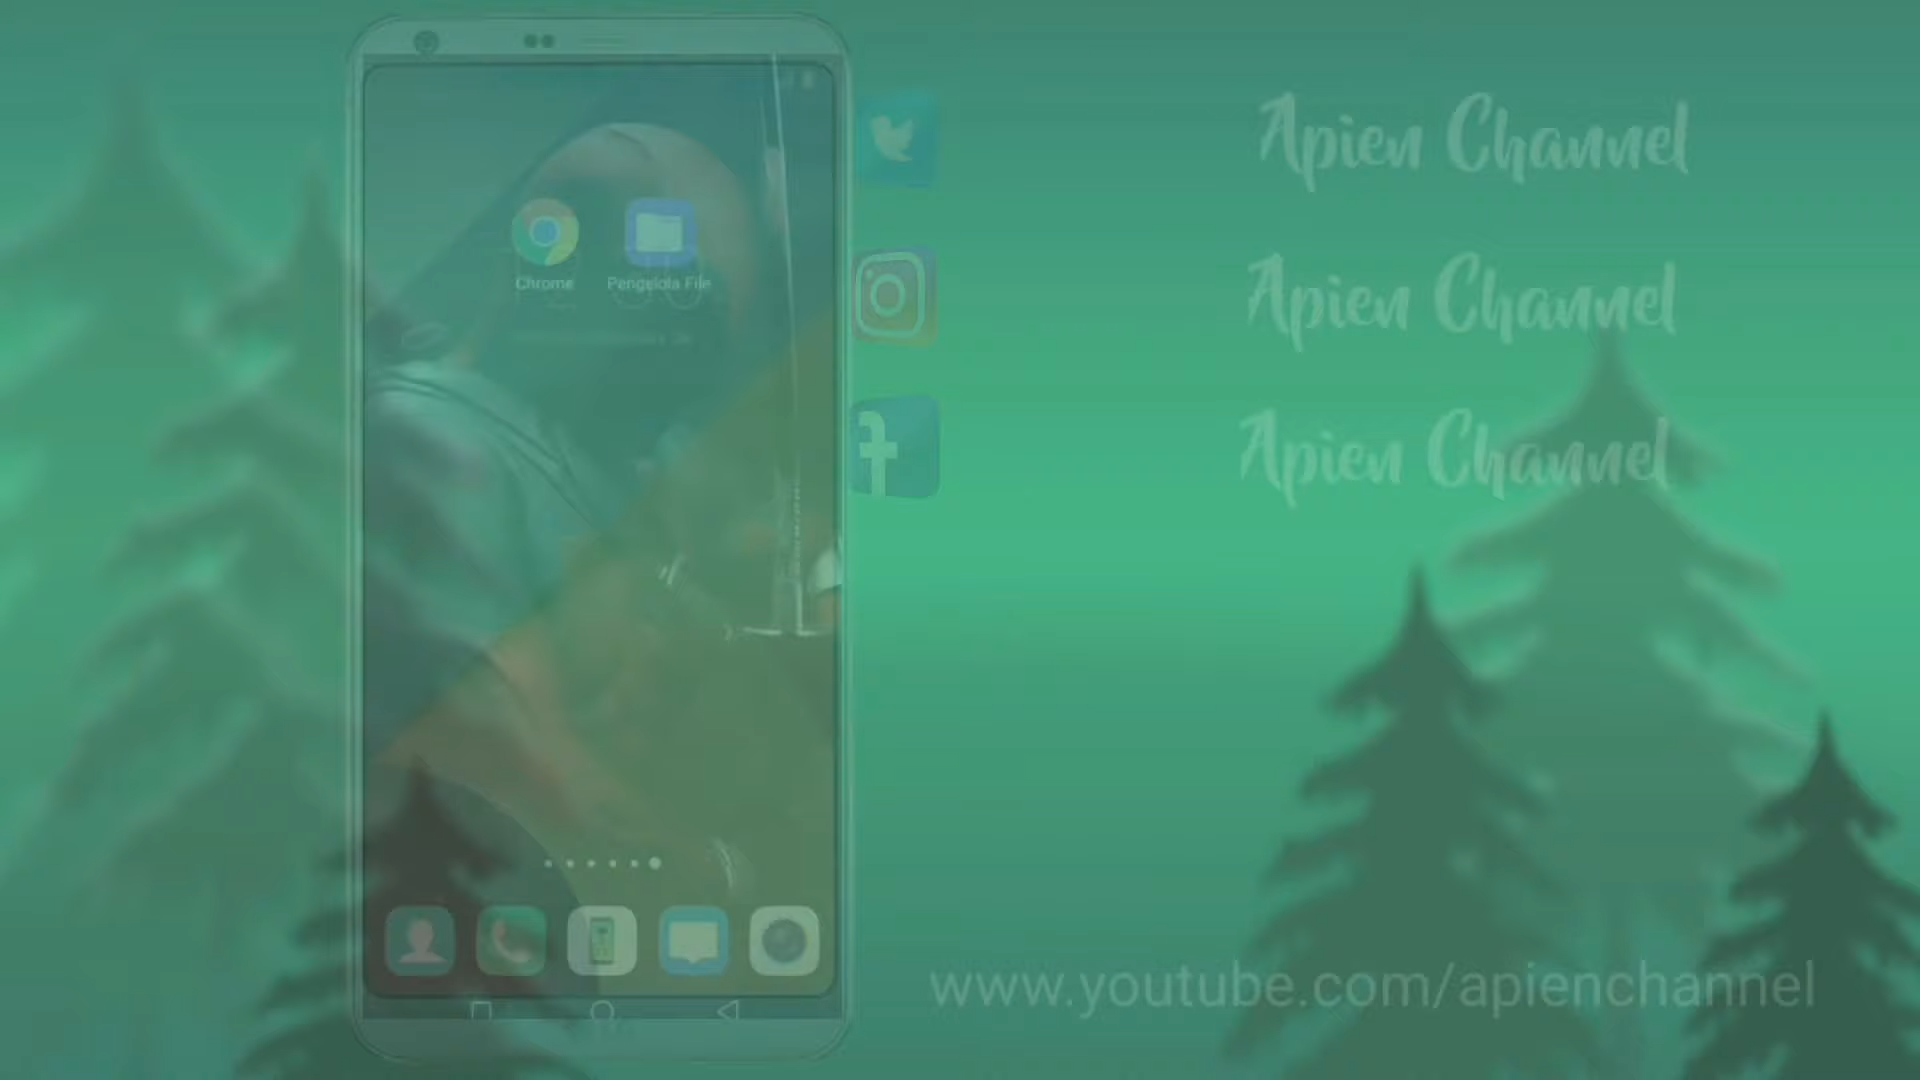 Apien Channel
Chrome
Pengelola File
Apien Channel
Apien Channel
www.youtube.com/apienchannel